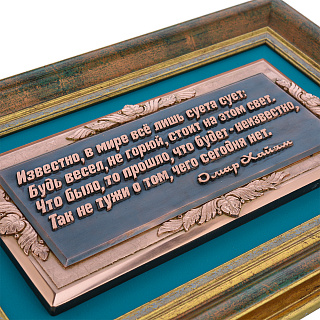 Известно, в мире всё лишь суета сует:
Будь весел, не горюй, стоит на этом свет.
Что было, то прошло, что будет - неизвестно,
Так не тужи о том, чего сегодня нет.
Омар Хайам